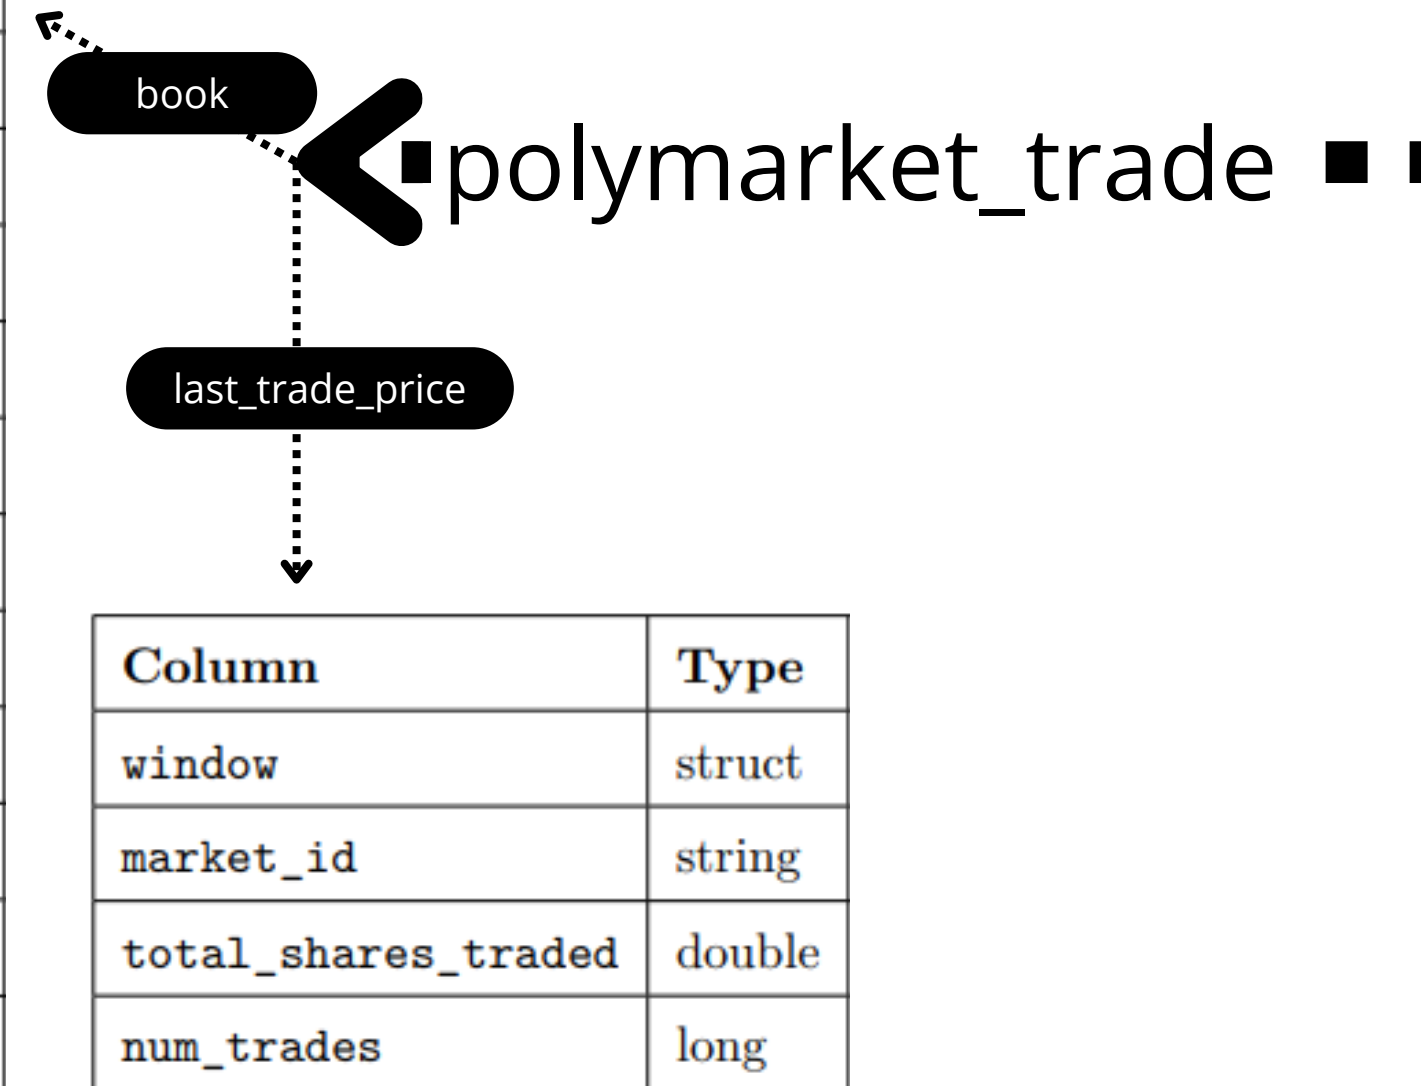 book
polymarket_trade
last_trade_price
Column Type
window struct
market_id string
total_shares_traded double
num_trades long